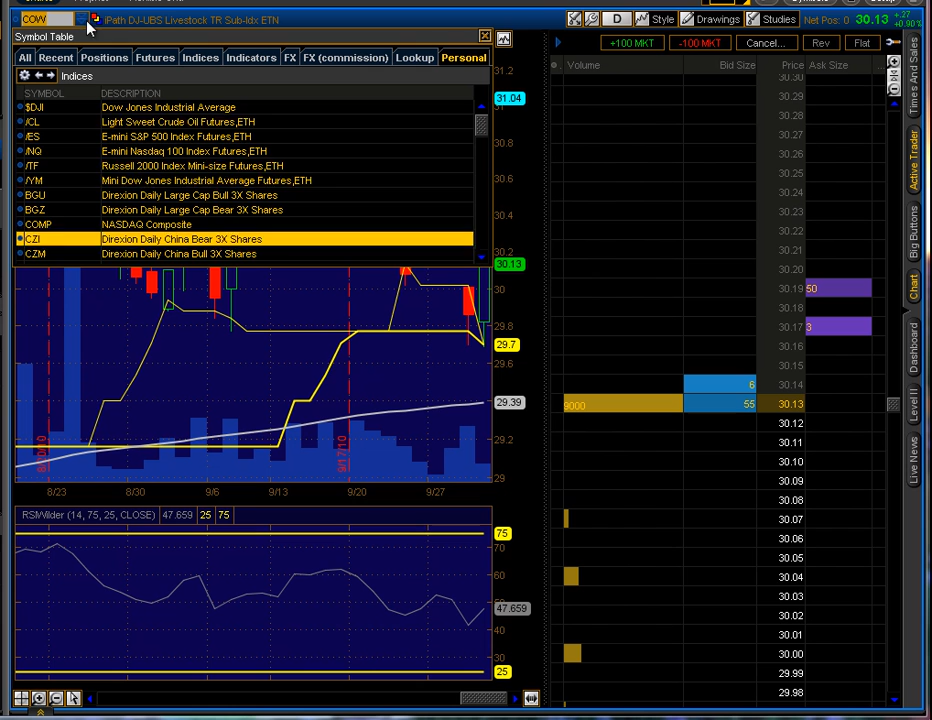 COW iPath DJ-UBS Livestock TR Sub-Idx ETN D Style Drawings Studies Net Pos: 0 30.13 +.27 +0.90%
Symbol Table
All Recent Positions Futures Indices Indicators FX FX (commission) Lookup Personal
Indices
SYMBOL DESCRIPTION
$DJI Dow Jones Industrial Average
/CL Light Sweet Crude Oil Futures,ETH
/ES E-mini S&P 500 Index Futures,ETH
/NQ E-mini Nasdaq 100 Index Futures,ETH
/TF Russell 2000 Index Mini-size Futures,ETH
/YM Mini Dow Jones Industrial Average Futures,ETH
BGU Direxion Daily Large Cap Bull 3X Shares
BGZ Direxion Daily Large Cap Bear 3X Shares
COMP NASDAQ Composite
CZI Direxion Daily China Bear 3X Shares
CZM Direxion Daily China Bull 3X Shares
31.2
31.04
30.8
30.6
30.4
30.2
30.13
30
29.8
29.7
29.6
29.39
29.2
29
9/17/10
8/23 8/30 9/6 9/13 9/20 9/27
RSIWilder (14, 75, 25, CLOSE) 47.659 25 75
75
70
60
47.659
40
30
25
+100 MKT -100 MKT Cancel... Rev Flat
Volume Bid Size Price Ask Size
30.30
30.29
30.28
30.27
30.26
30.25
30.24
30.23
30.22
30.21
30.20
30.19 50
30.18
30.17 3
30.16
30.15
6 30.14
9000 55 30.13
30.12
30.11
30.10
30.09
30.08
30.07
30.06
30.05
30.04
30.03
30.02
30.01
30.00
29.99
29.98
Times And Sales
Active Trader
Big Buttons
Chart
Dashboard
Level II
Live News